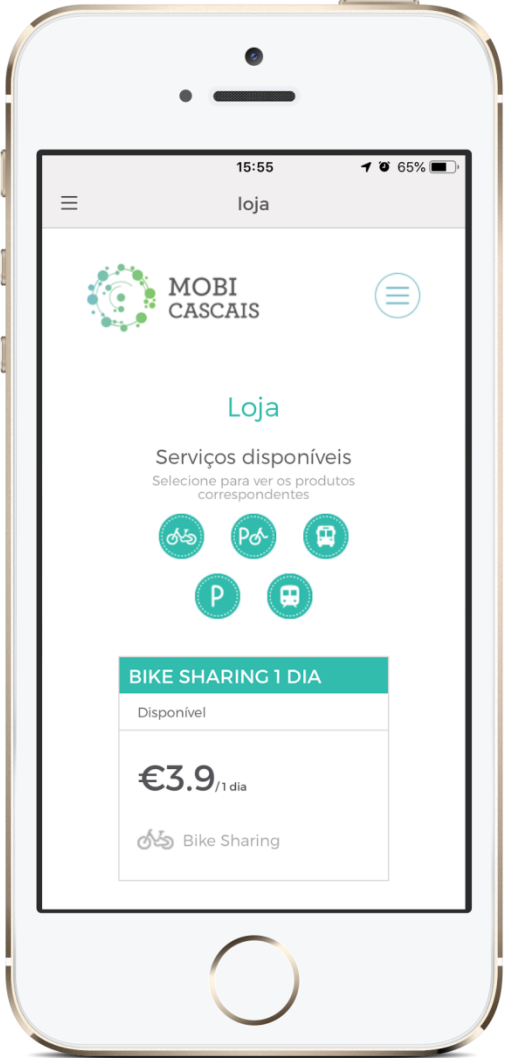 15:55
65%
loja
MOBI
CASCAIS
Loja
Serviços disponíveis
Selecione para ver os produtos
correspondentes
P
P
BIKE SHARING 1 DIA
Disponível
€3.9/1 dia
Bike Sharing